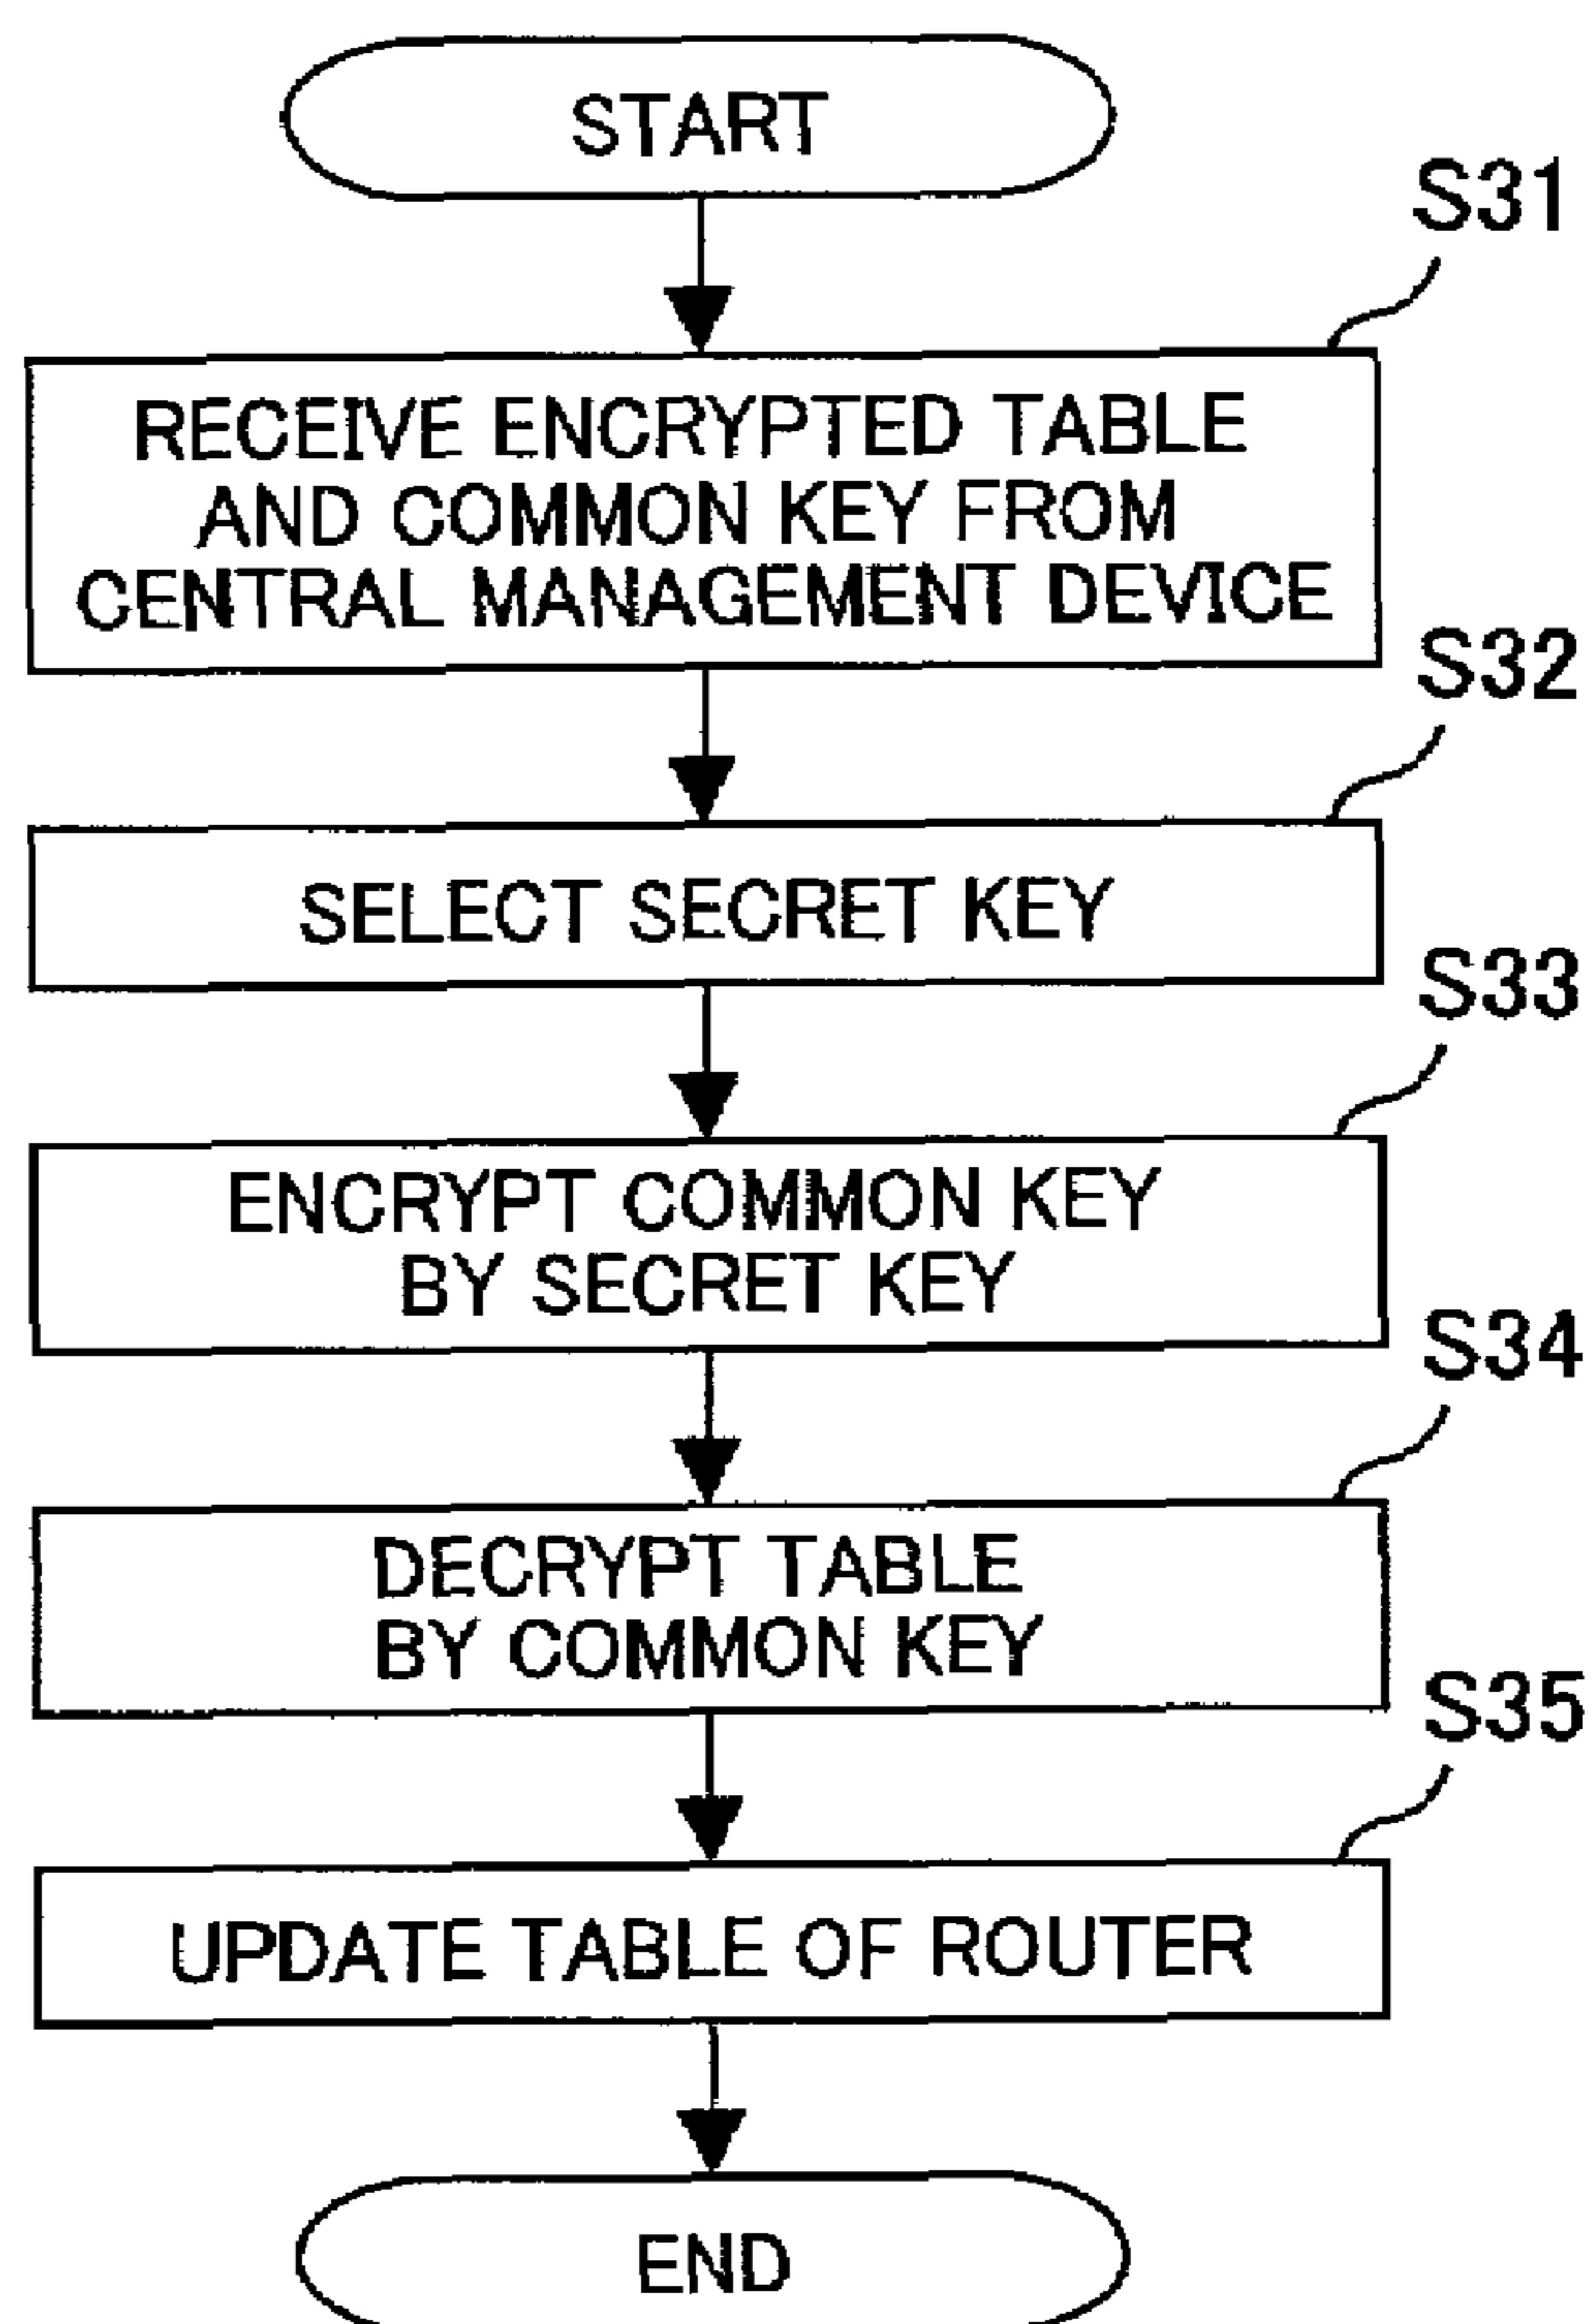 START
S31
RECEIVE ENCRYPTED TABLE
AND COMMON KEY FROM
CENTRAL MANAGEMENT DEVICE
S32
SELECT SECRET KEY
S33
ENCRYPT COMMON KEY
BY SECRET KEY
S34
DECRYPT TABLE
BY COMMON KEY
S35
UPDATE TABLE OF ROUTER
END